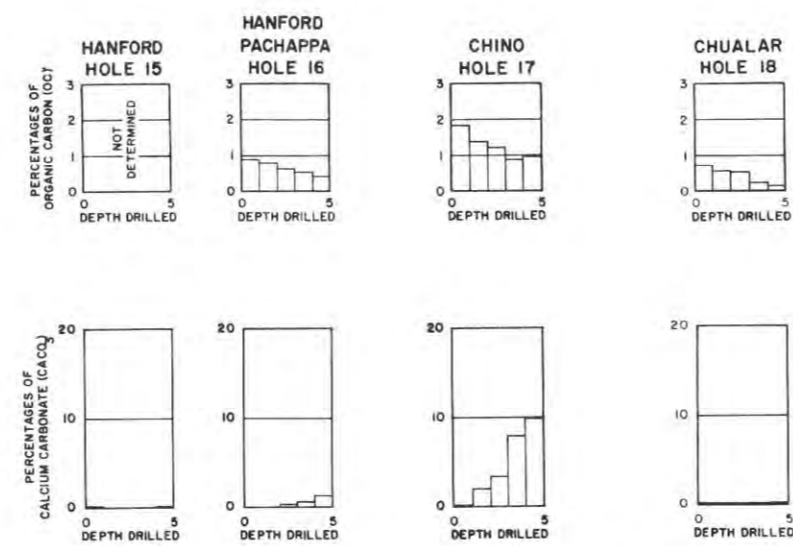 HANFORD
HOLE 15
HANFORD
PACHAPPA
HOLE 16
CHINO
HOLE 17
CHUALAR
HOLE 18
PERCENTAGES OF
ORGANIC CARBON (OC)
3
2
1
0
NOT
DETERMINED
0 5
DEPTH DRILLED
3
2
1
0
0 5
DEPTH DRILLED
3
2
1
0
0 5
DEPTH DRILLED
3
2
1
0
0 5
DEPTH DRILLED
PERCENTAGES OF
CALCIUM CARBONATE (CACO3)
20
10
0
0 5
DEPTH DRILLED
20
10
0
0 5
DEPTH DRILLED
20
10
0
0 5
DEPTH DRILLED
20
10
0
0 5
DEPTH DRILLED